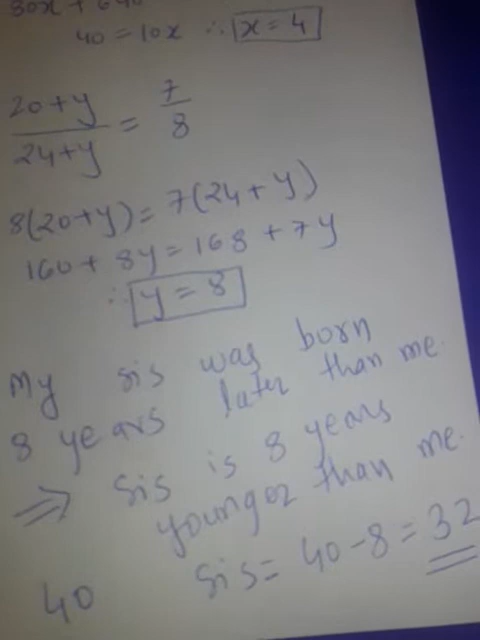 40 = 10x ∴ x = 4
20+y / 24+y = 7/8
8(20+y) = 7(24+y)
160 + 8y = 168 + 7y
∴ y = 8
My sis was born
8 years later than me.
⇒ Sis is 8 years
younger than me.
40 Sis = 40-8 = 32